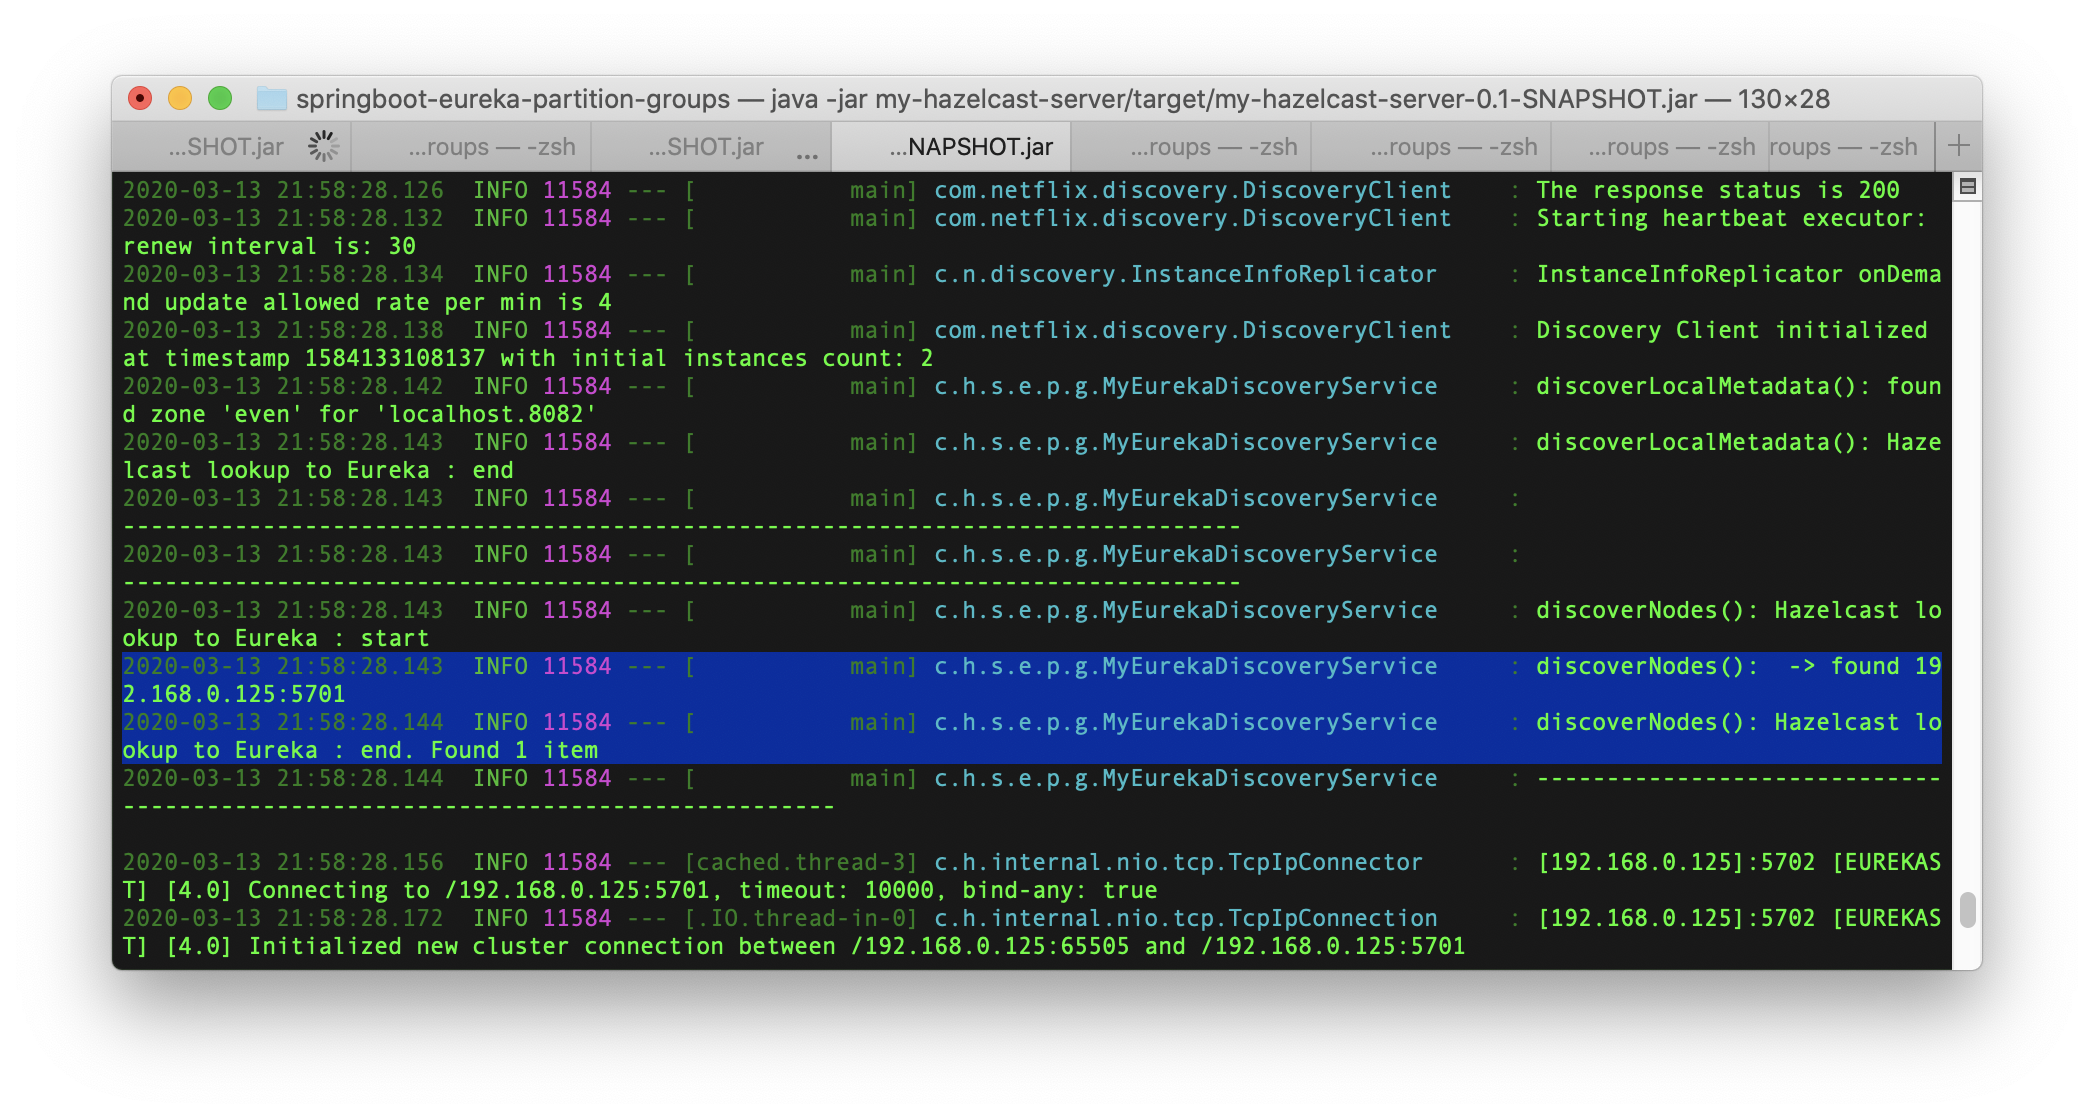 springboot-eureka-partition-groups — java -jar my-hazelcast-server/target/my-hazelcast-server-0.1-SNAPSHOT.jar — 130×28
...SHOT.jar ...roups — -zsh ...SHOT.jar ... ...NAPSHOT.jar ...roups — -zsh ...roups — -zsh ...roups — -zsh roups — -zsh +
2020-03-13 21:58:28.126  INFO 11584 --- [           main] com.netflix.discovery.DiscoveryClient    : The response status is 200
2020-03-13 21:58:28.132  INFO 11584 --- [           main] com.netflix.discovery.DiscoveryClient    : Starting heartbeat executor:
renew interval is: 30
2020-03-13 21:58:28.134  INFO 11584 --- [           main] c.n.discovery.InstanceInfoReplicator     : InstanceInfoReplicator onDema
nd update allowed rate per min is 4
2020-03-13 21:58:28.138  INFO 11584 --- [           main] com.netflix.discovery.DiscoveryClient    : Discovery Client initialized
at timestamp 1584133108137 with initial instances count: 2
2020-03-13 21:58:28.142  INFO 11584 --- [           main] c.h.s.e.p.g.MyEurekaDiscoveryService     : discoverLocalMetadata(): foun
d zone 'even' for 'localhost.8082'
2020-03-13 21:58:28.143  INFO 11584 --- [           main] c.h.s.e.p.g.MyEurekaDiscoveryService     : discoverLocalMetadata(): Haze
lcast lookup to Eureka : end
2020-03-13 21:58:28.143  INFO 11584 --- [           main] c.h.s.e.p.g.MyEurekaDiscoveryService     :
--------------------------------------------------------------------------------
2020-03-13 21:58:28.143  INFO 11584 --- [           main] c.h.s.e.p.g.MyEurekaDiscoveryService     :
--------------------------------------------------------------------------------
2020-03-13 21:58:28.143  INFO 11584 --- [           main] c.h.s.e.p.g.MyEurekaDiscoveryService     : discoverNodes(): Hazelcast lo
okup to Eureka : start
2020-03-13 21:58:28.143  INFO 11584 --- [           main] c.h.s.e.p.g.MyEurekaDiscoveryService     : discoverNodes():  -> found 19
2.168.0.125:5701
2020-03-13 21:58:28.144  INFO 11584 --- [           main] c.h.s.e.p.g.MyEurekaDiscoveryService     : discoverNodes(): Hazelcast lo
okup to Eureka : end. Found 1 item
2020-03-13 21:58:28.144  INFO 11584 --- [           main] c.h.s.e.p.g.MyEurekaDiscoveryService     : -----------------------------
---------------------------------------------------
2020-03-13 21:58:28.156  INFO 11584 --- [cached.thread-3] c.h.internal.nio.tcp.TcpIpConnector      : [192.168.0.125]:5702 [EUREKAS
T] [4.0] Connecting to /192.168.0.125:5701, timeout: 10000, bind-any: true
2020-03-13 21:58:28.172  INFO 11584 --- [.IO.thread-in-0] c.h.internal.nio.tcp.TcpIpConnection     : [192.168.0.125]:5702 [EUREKAS
T] [4.0] Initialized new cluster connection between /192.168.0.125:65505 and /192.168.0.125:5701